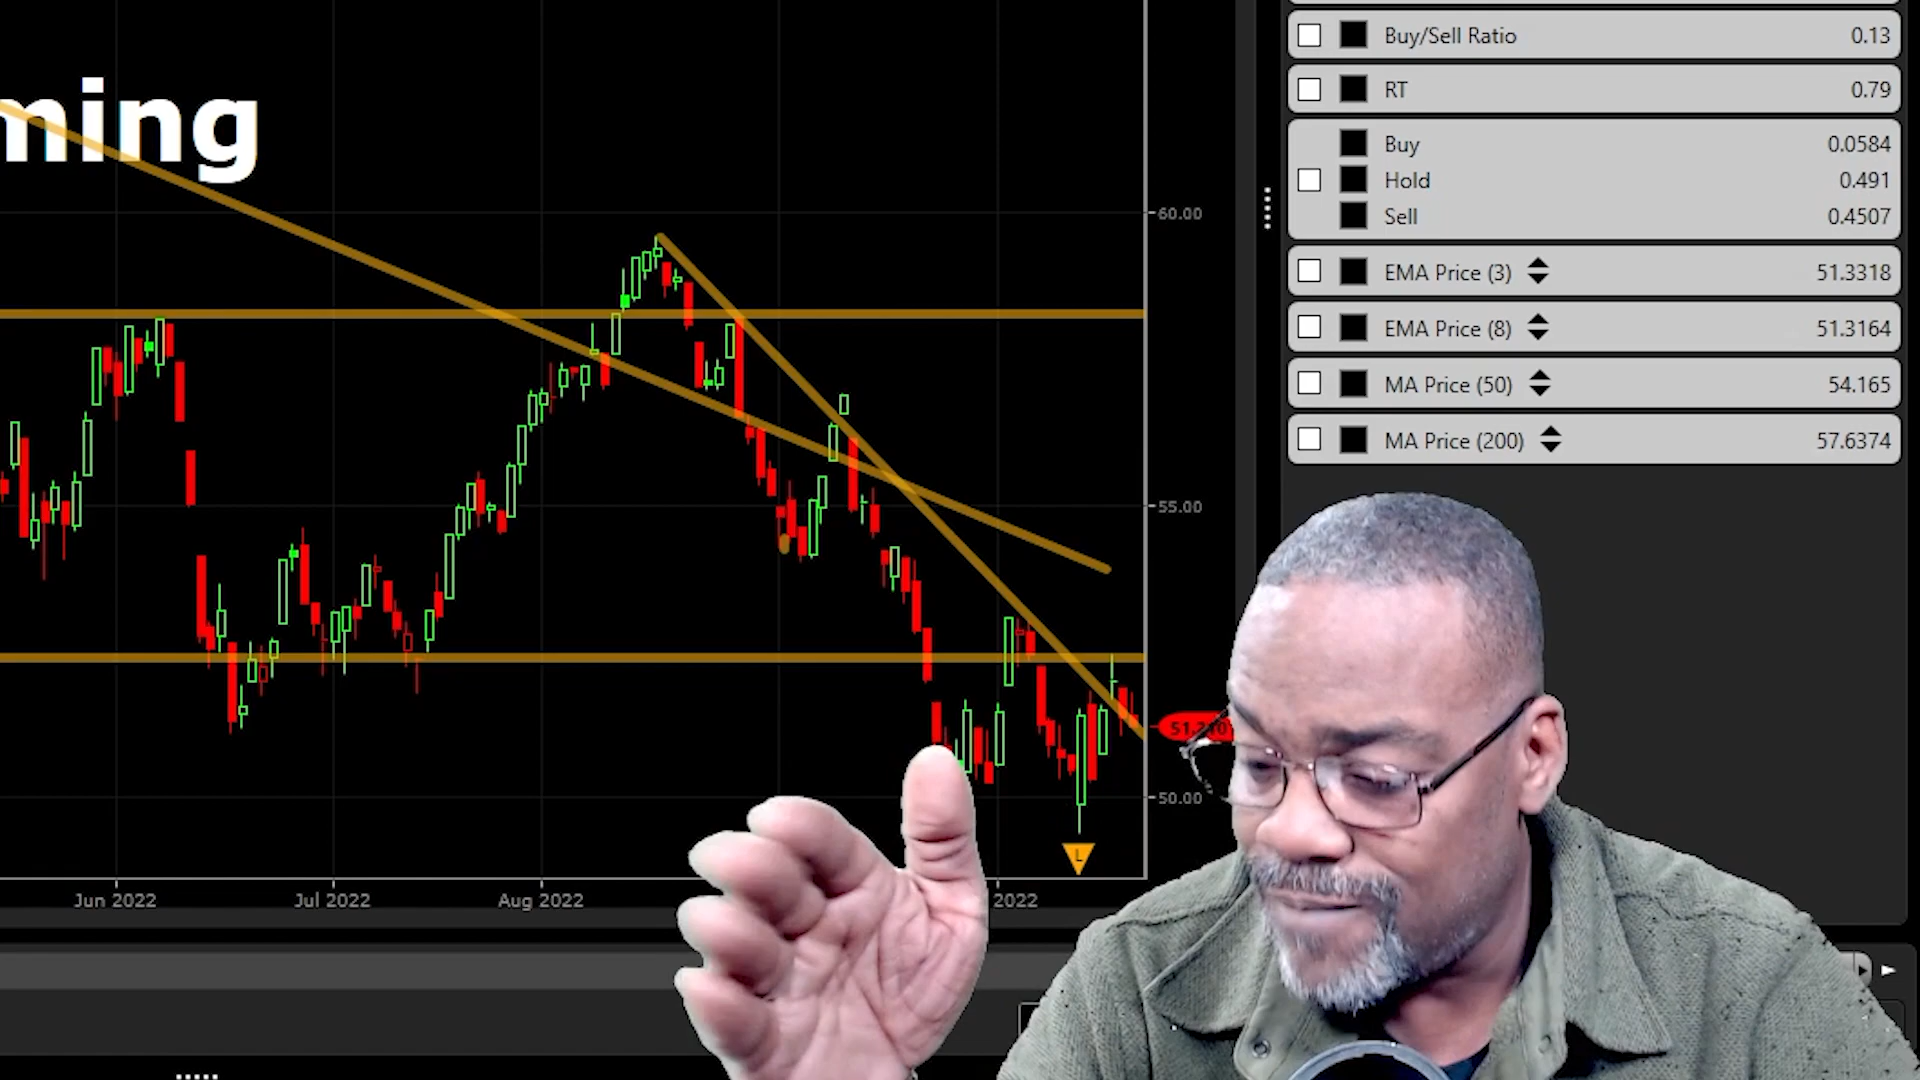 Buy/Sell Ratio 0.13
RT 0.79
Buy 0.0584
Hold 0.491
Sell 0.4507
EMA Price (3) 51.3318
EMA Price (8) 51.3164
MA Price (50) 54.165
MA Price (200) 57.6374
ming
60.00
55.00
50.00
L
Jun 2022 Jul 2022 Aug 2022 2022